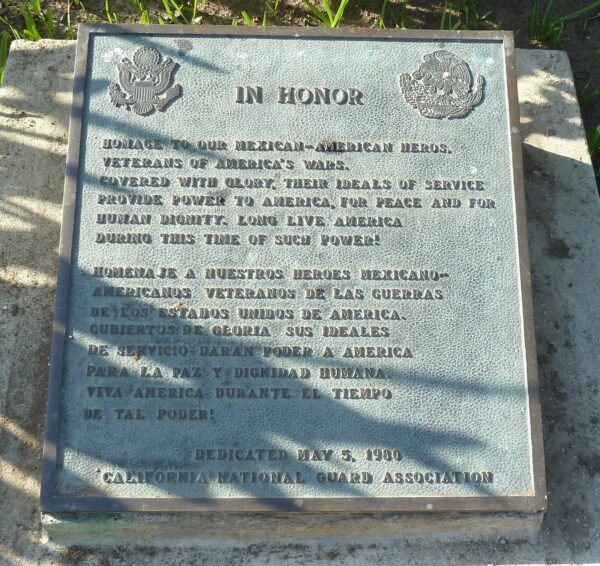 IN HONOR
HOMAGE TO OUR MEXICAN-AMERICAN HEROS.
VETERANS OF AMERICA'S WARS.
COVERED WITH GLORY, THEIR IDEALS OF SERVICE
PROVIDE POWER TO AMERICA, FOR PEACE AND FOR
HUMAN DIGNITY. LONG LIVE AMERICA
DURING THIS TIME OF SUCH POWER!
HOMENAJE A NUESTROS HEROES MEXICANO-
AMERICANOS VETERANOS DE LAS GUERRAS
DE LOS ESTADOS UNIDOS DE AMERICA.
CUBIERTOS DE GLORIA SUS IDEALES
DE SERVICIO DARAN PODER A AMERICA
PARA LA PAZ Y DIGNIDAD HUMANA.
VIVA AMERICA DURANTE EL TIEMPO
DE TAL PODER!
DEDICATED MAY 5, 1980
CALIFORNIA NATIONAL GUARD ASSOCIATION